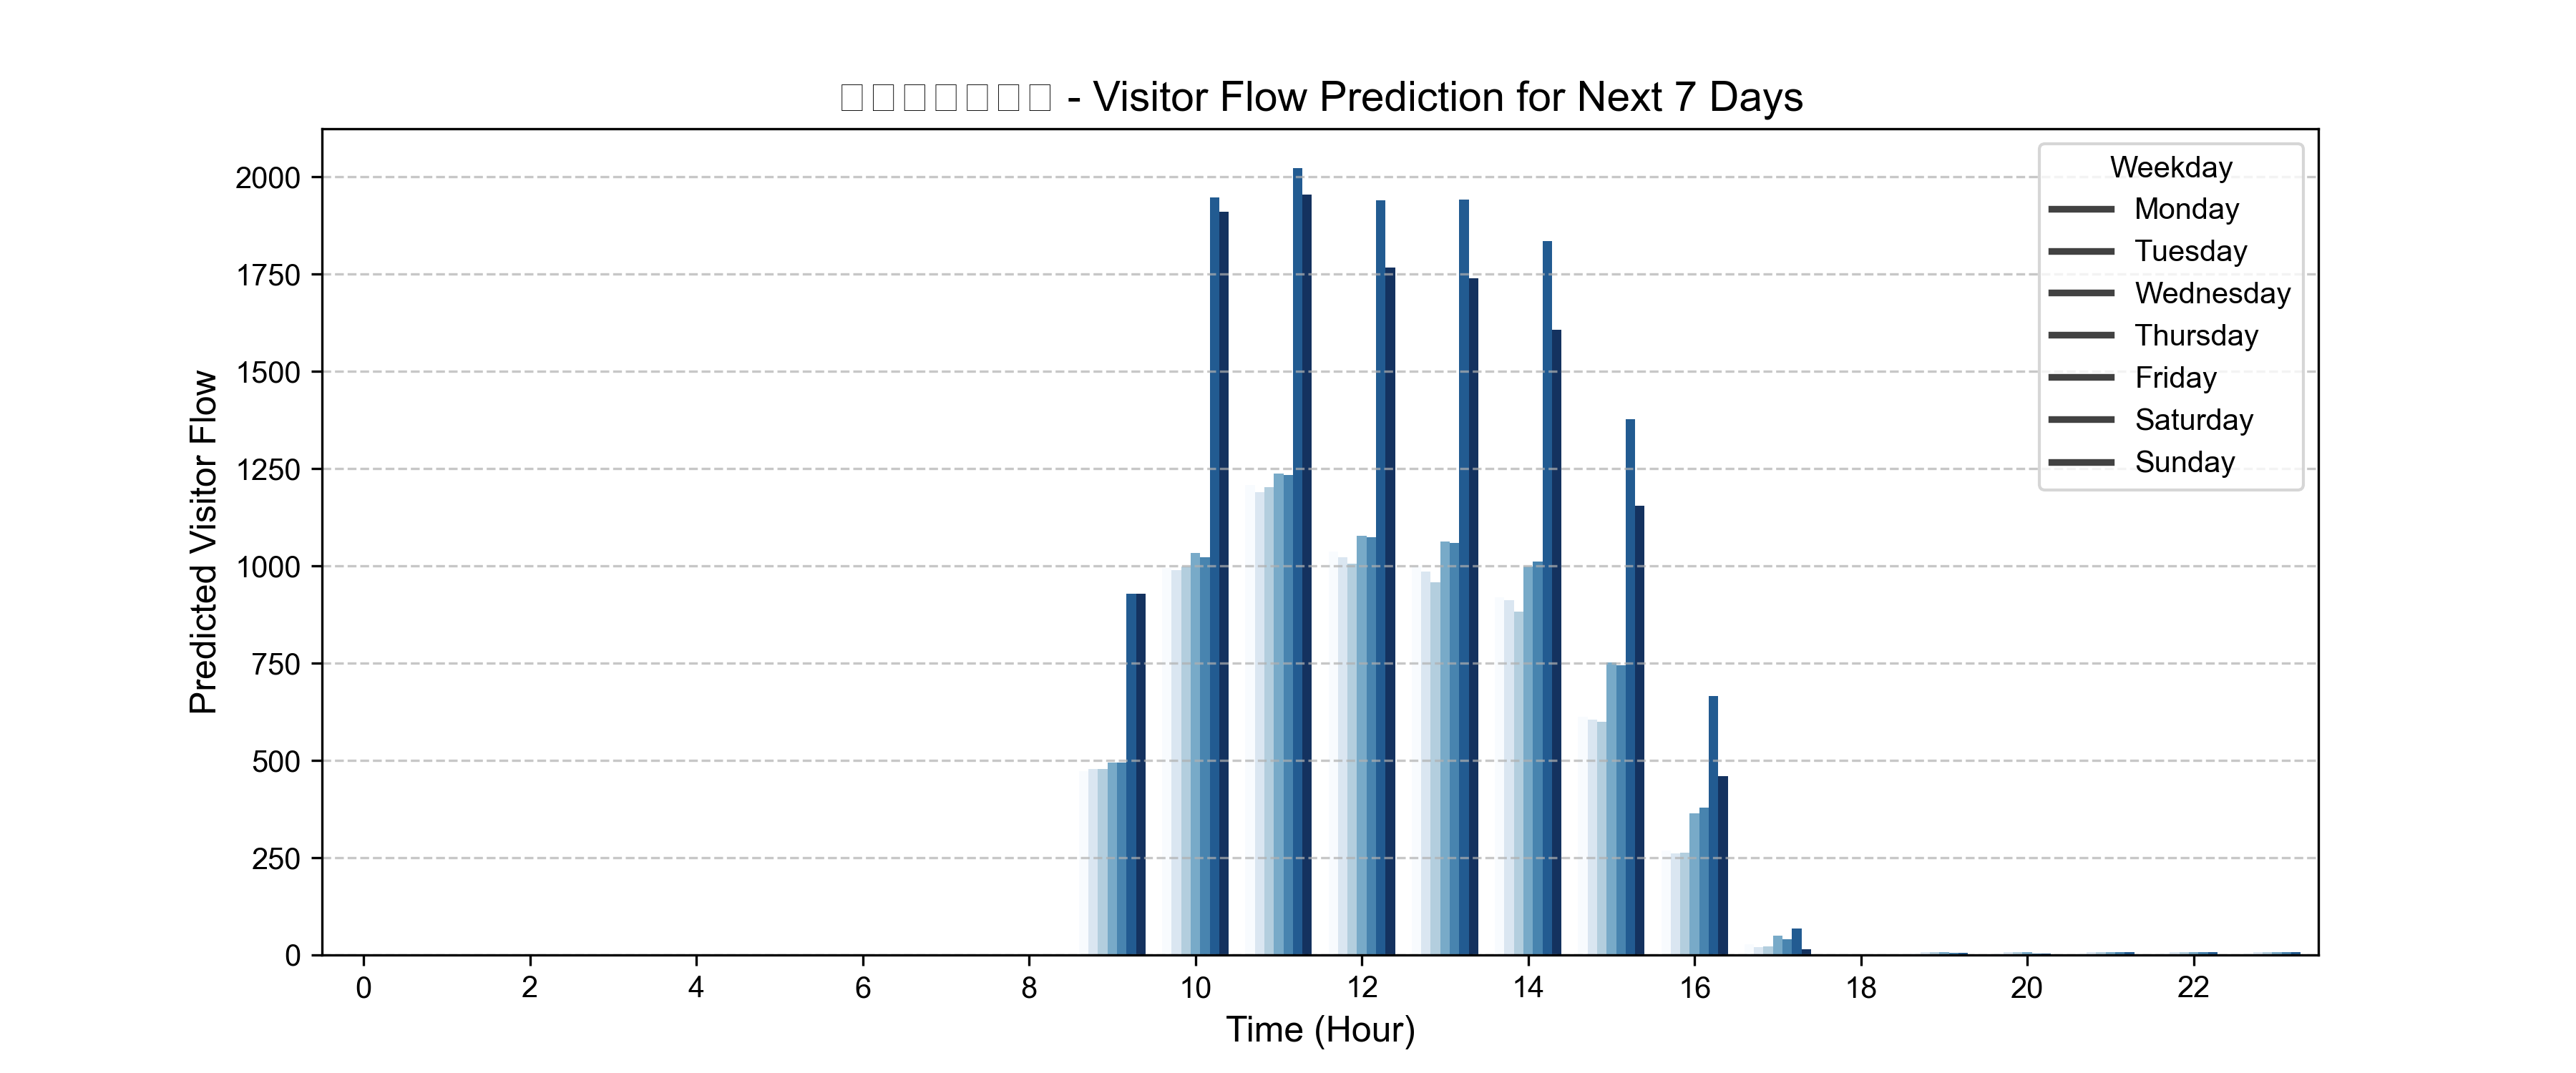 □□□□□□□ - Visitor Flow Prediction for Next 7 Days
Predicted Visitor Flow
2000
1750
1500
1250
1000
750
500
250
0
Weekday
Monday
Tuesday
Wednesday
Thursday
Friday
Saturday
Sunday
0 2 4 6 8 10 12 14 16 18 20 22
Time (Hour)